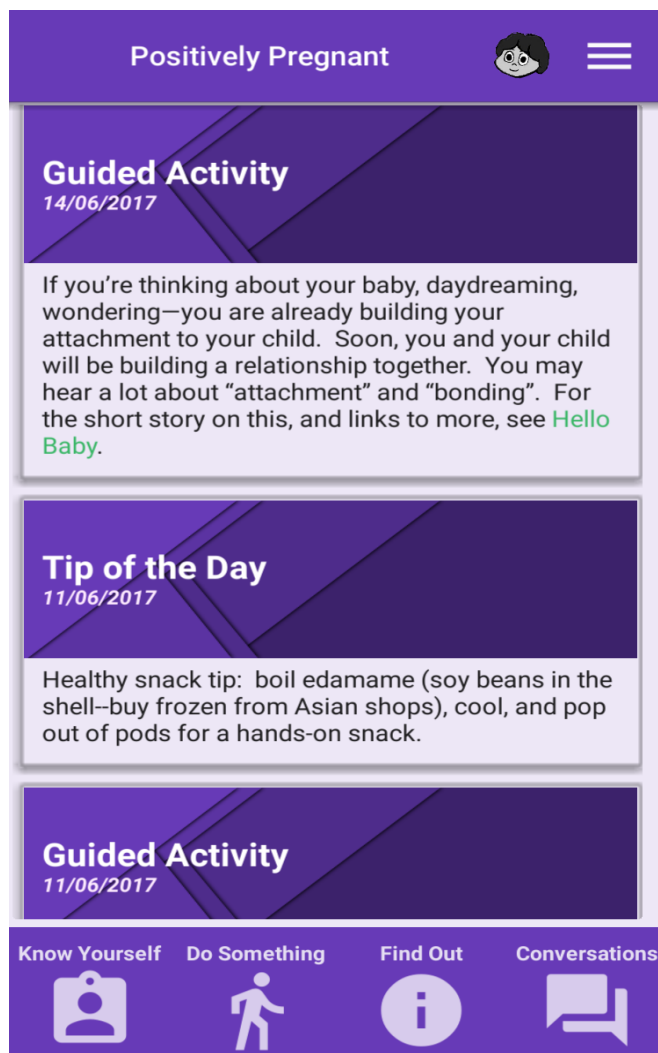 Positively Pregnant
Guided Activity
14/06/2017
If you’re thinking about your baby, daydreaming,
wondering—you are already building your
attachment to your child.  Soon, you and your child
will be building a relationship together.  You may
hear a lot about “attachment” and “bonding”.  For
the short story on this, and links to more, see Hello
Baby.
Tip of the Day
11/06/2017
Healthy snack tip:  boil edamame (soy beans in the
shell--buy frozen from Asian shops), cool, and pop
out of pods for a hands-on snack.
Guided Activity
11/06/2017
Know Yourself Do Something Find Out Conversations